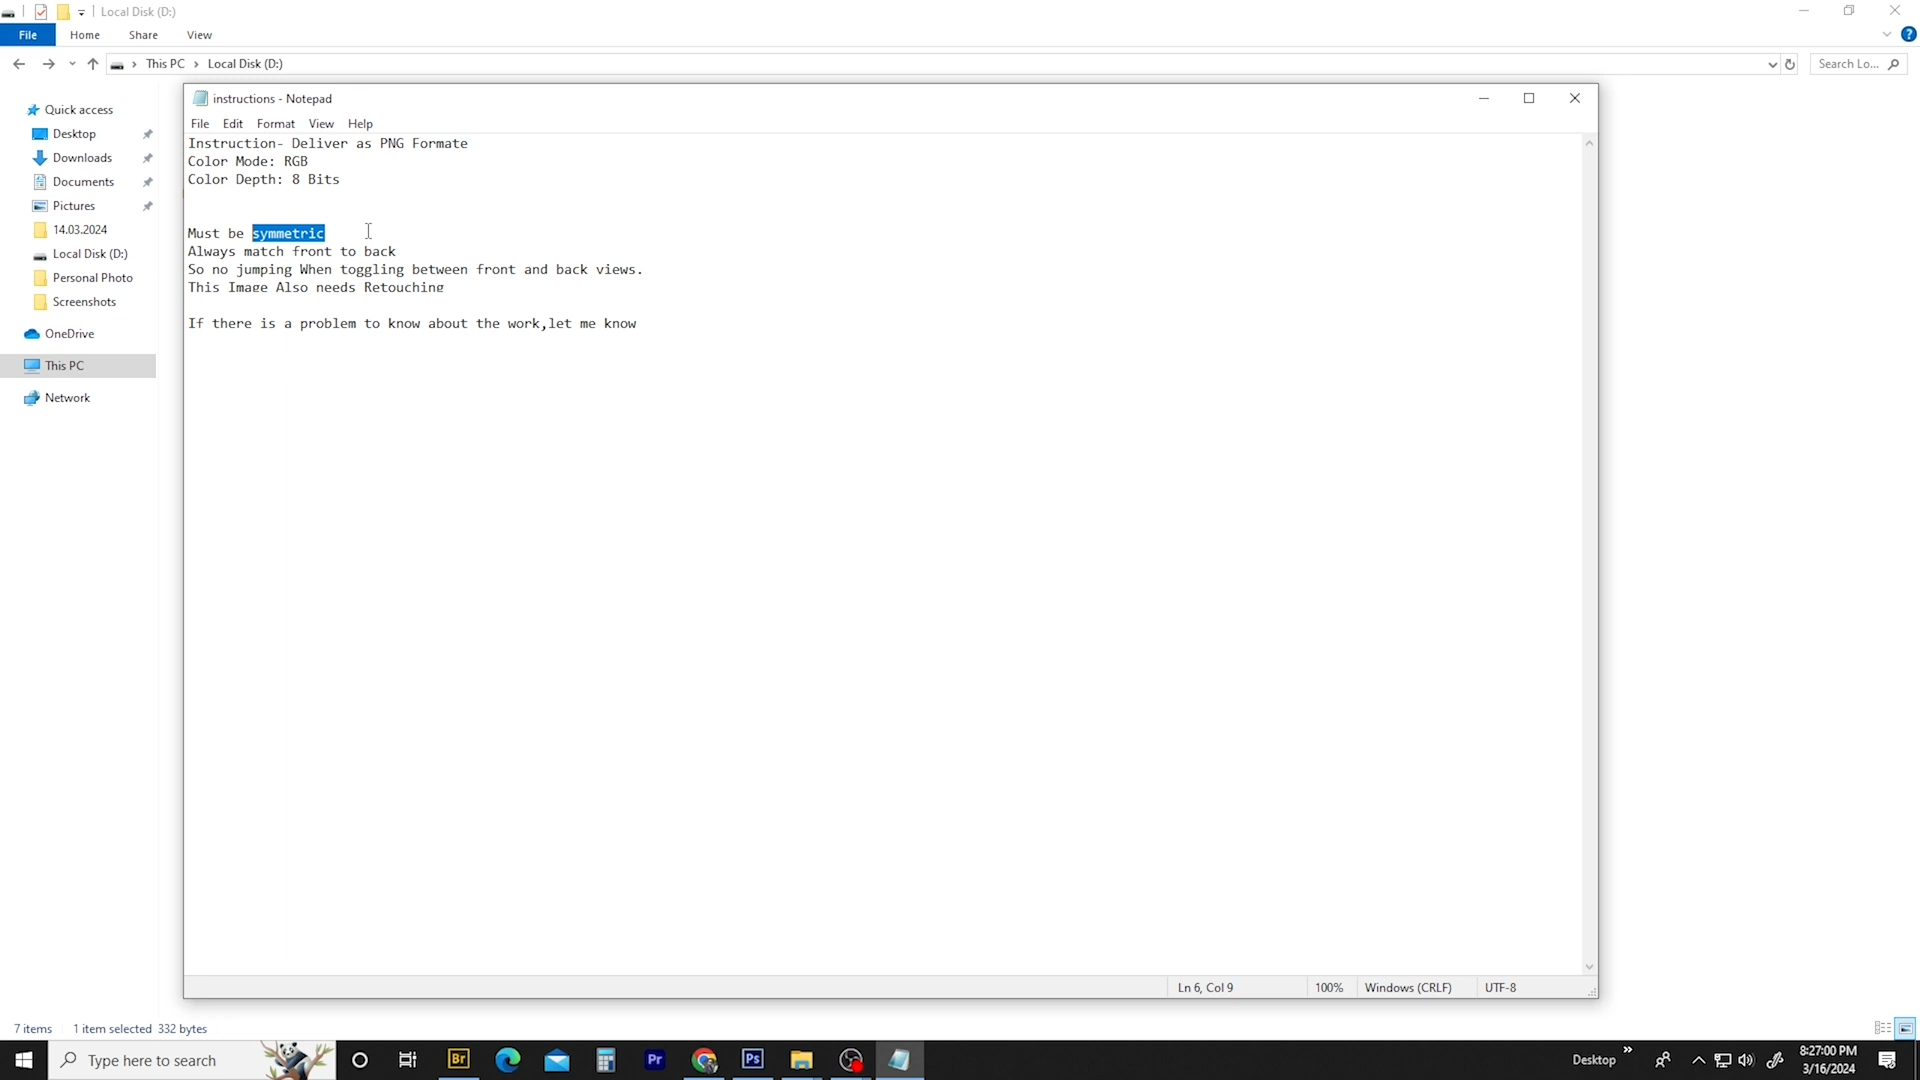 Local Disk (D:)
File Home Share View
This PC Local Disk (D:) Search Lo...
Quick access
Desktop
Downloads
Documents
Pictures
14.03.2024
Local Disk (D:)
Personal Photo
Screenshots
OneDrive
This PC
Network
instructions - Notepad
File Edit Format View Help
Instruction- Deliver as PNG Formate
Color Mode: RGB
Color Depth: 8 Bits
Must be symmetric
Always match front to back
So no jumping When toggling between front and back views.
This Image Also needs Retouching
If there is a problem to know about the work,let me know
Ln 6, Col 9 100% Windows (CRLF) UTF-8
7 items 1 item selected 332 bytes
Type here to search Br Pr Ps Desktop 8:27:00 PM
3/16/2024